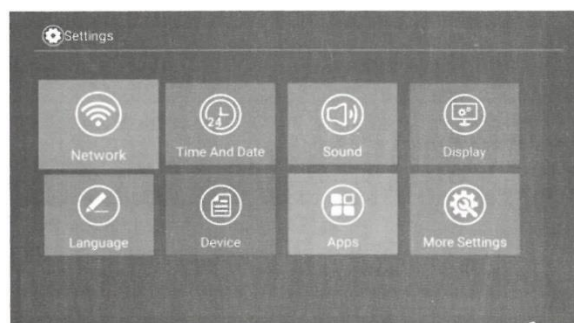 Settings
Network
Time And Date
Sound
Display
Language
Device
Apps
More Settings